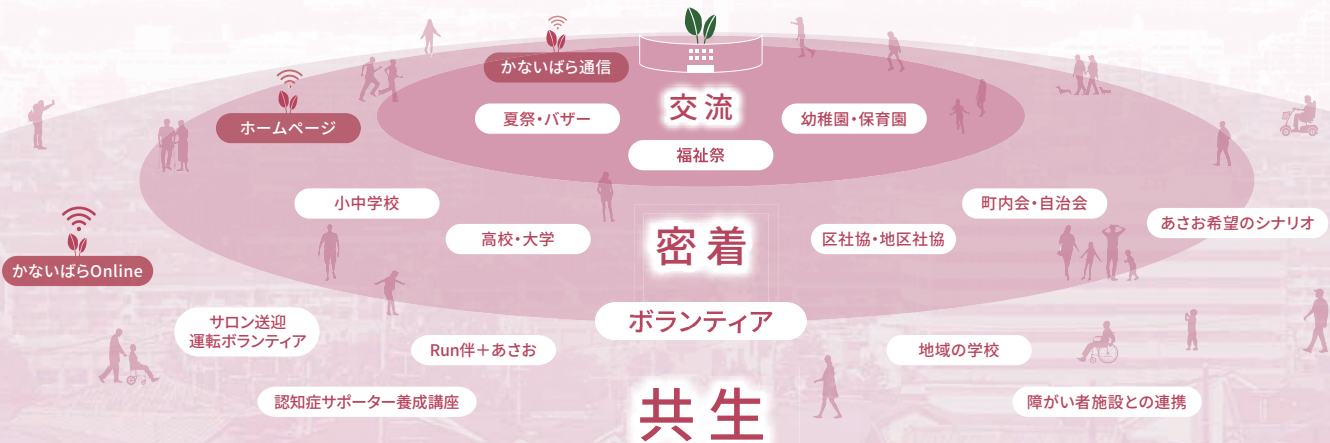 かないばら通信
夏祭・バザー
交流
幼稚園・保育園
ホームページ
福祉祭
小中学校
町内会・自治会
高校・大学
密着
区社協・地区社協
あさお希望のシナリオ
かないばらOnline
ボランティア
サロン送迎
運転ボランティア
Run伴＋あさお
地域の学校
認知症サポーター養成講座
共生
障がい者施設との連携